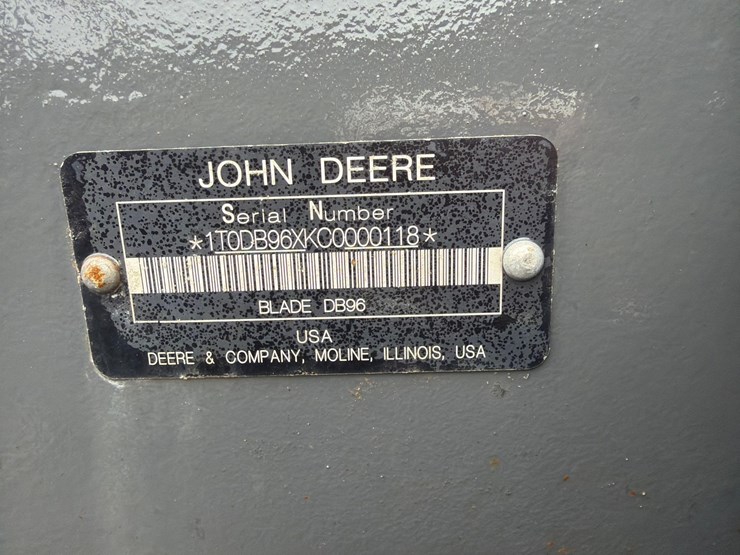 JOHN DEERE
Serial Number
*1T0DB96XKC0000118*
BLADE DB96
USA
DEERE & COMPANY, MOLINE, ILLINOIS, USA